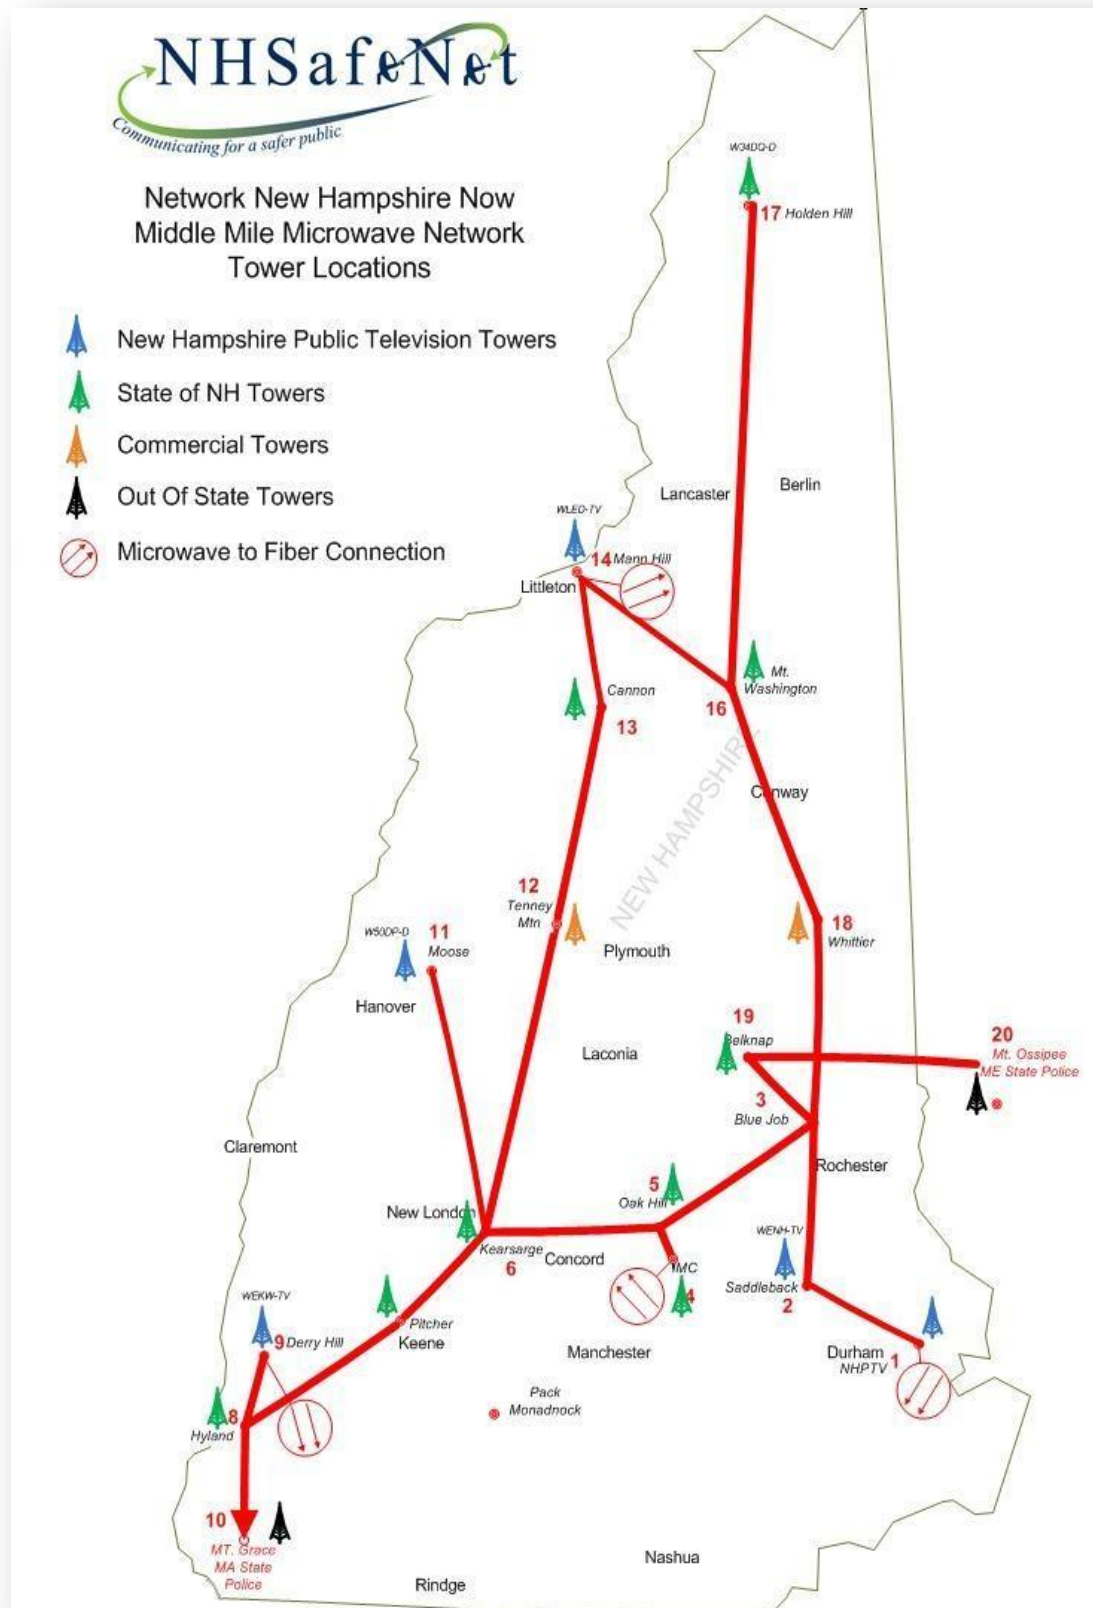 NHSafeNet
Communicating for a safer public
Network New Hampshire Now
Middle Mile Microwave Network
Tower Locations
New Hampshire Public Television Towers
State of NH Towers
Commercial Towers
Out Of State Towers
Microwave to Fiber Connection
W34DQ-D
17 Holden Hill
Lancaster
Berlin
WLED-TV
14 Mann Hill
Littleton
Cannon
13
Mt.
Washington
16
NEW HAMPSHIRE
Conway
12
Tenney
Mtn
W50DP-D
11
Moose
Hanover
Plymouth
18
Whittier
19
Belknap
20
Mt. Ossipee
ME State Police
Laconia
3
Blue Job
Claremont
Rochester
5
Oak Hill
New London
Kearsarge
6
Concord
IMC
4
WENH-TV
Saddleback
2
WEKW-TV
9 Derry Hill
Pitcher
Keene
Manchester
Durham
NHPTV
1
Pack
Monadnock
8
Hyland
10
MT. Grace
MA State
Police
Nashua
Rindge